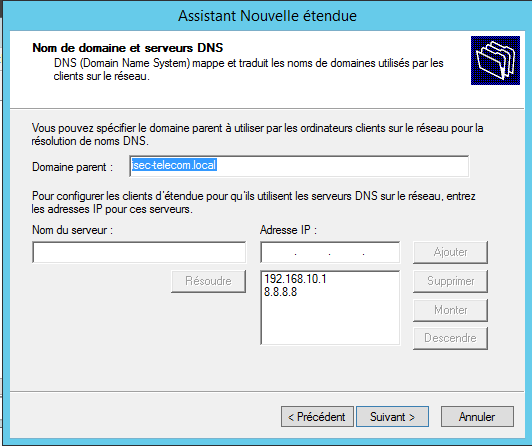 Assistant Nouvelle étendue
Nom de domaine et serveurs DNS
DNS (Domain Name System) mappe et traduit les noms de domaines utilisés par les
clients sur le réseau.
Vous pouvez spécifier le domaine parent à utiliser par les ordinateurs clients sur le réseau pour la
résolution de noms DNS.
Domaine parent : isec-telecom.local
Pour configurer les clients d'étendue pour qu'ils utilisent les serveurs DNS sur le réseau, entrez
les adresses IP pour ces serveurs.
Nom du serveur : Adresse IP :
. . . Ajouter
Résoudre 192.168.10.1 Supprimer
8.8.8.8
Monter
Descendre
< Précédent Suivant > Annuler